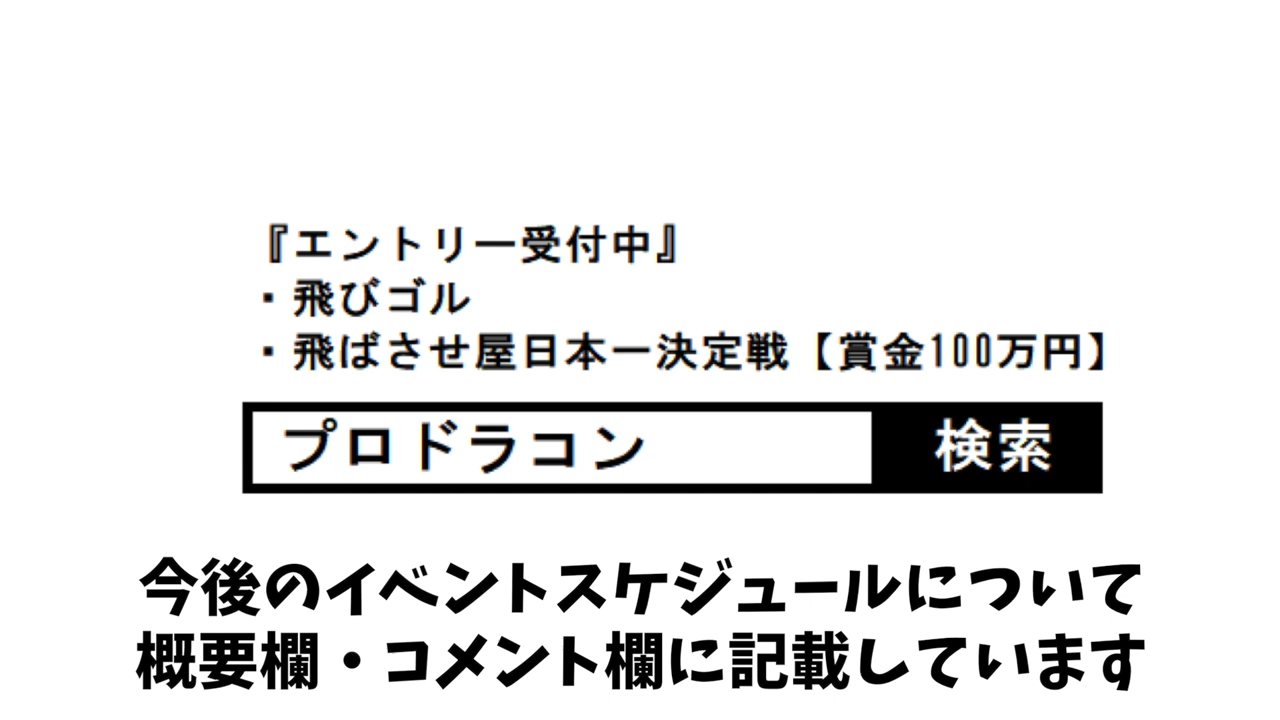 『エントリー受付中』
・飛びゴル
・飛ばさせ屋日本一決定戦【賞金100万円】
プロドラコン 検索
今後のイベントスケジュールについて
概要欄・コメント欄に記載しています